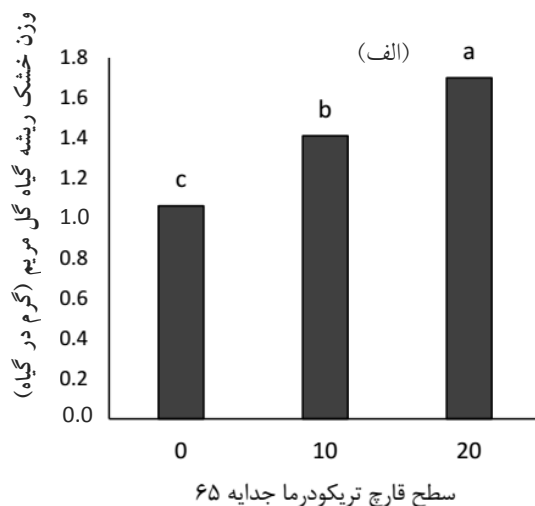 وزن خشک ریشه گیاه گل مریم (گرم در گیاه)
(الف)
1.8
1.6
1.4
1.2
1.0
0.8
0.6
0.4
0.2
0.0
c
b
a
0 10 20
سطح قارچ تریکودرما جدایه ۶۵